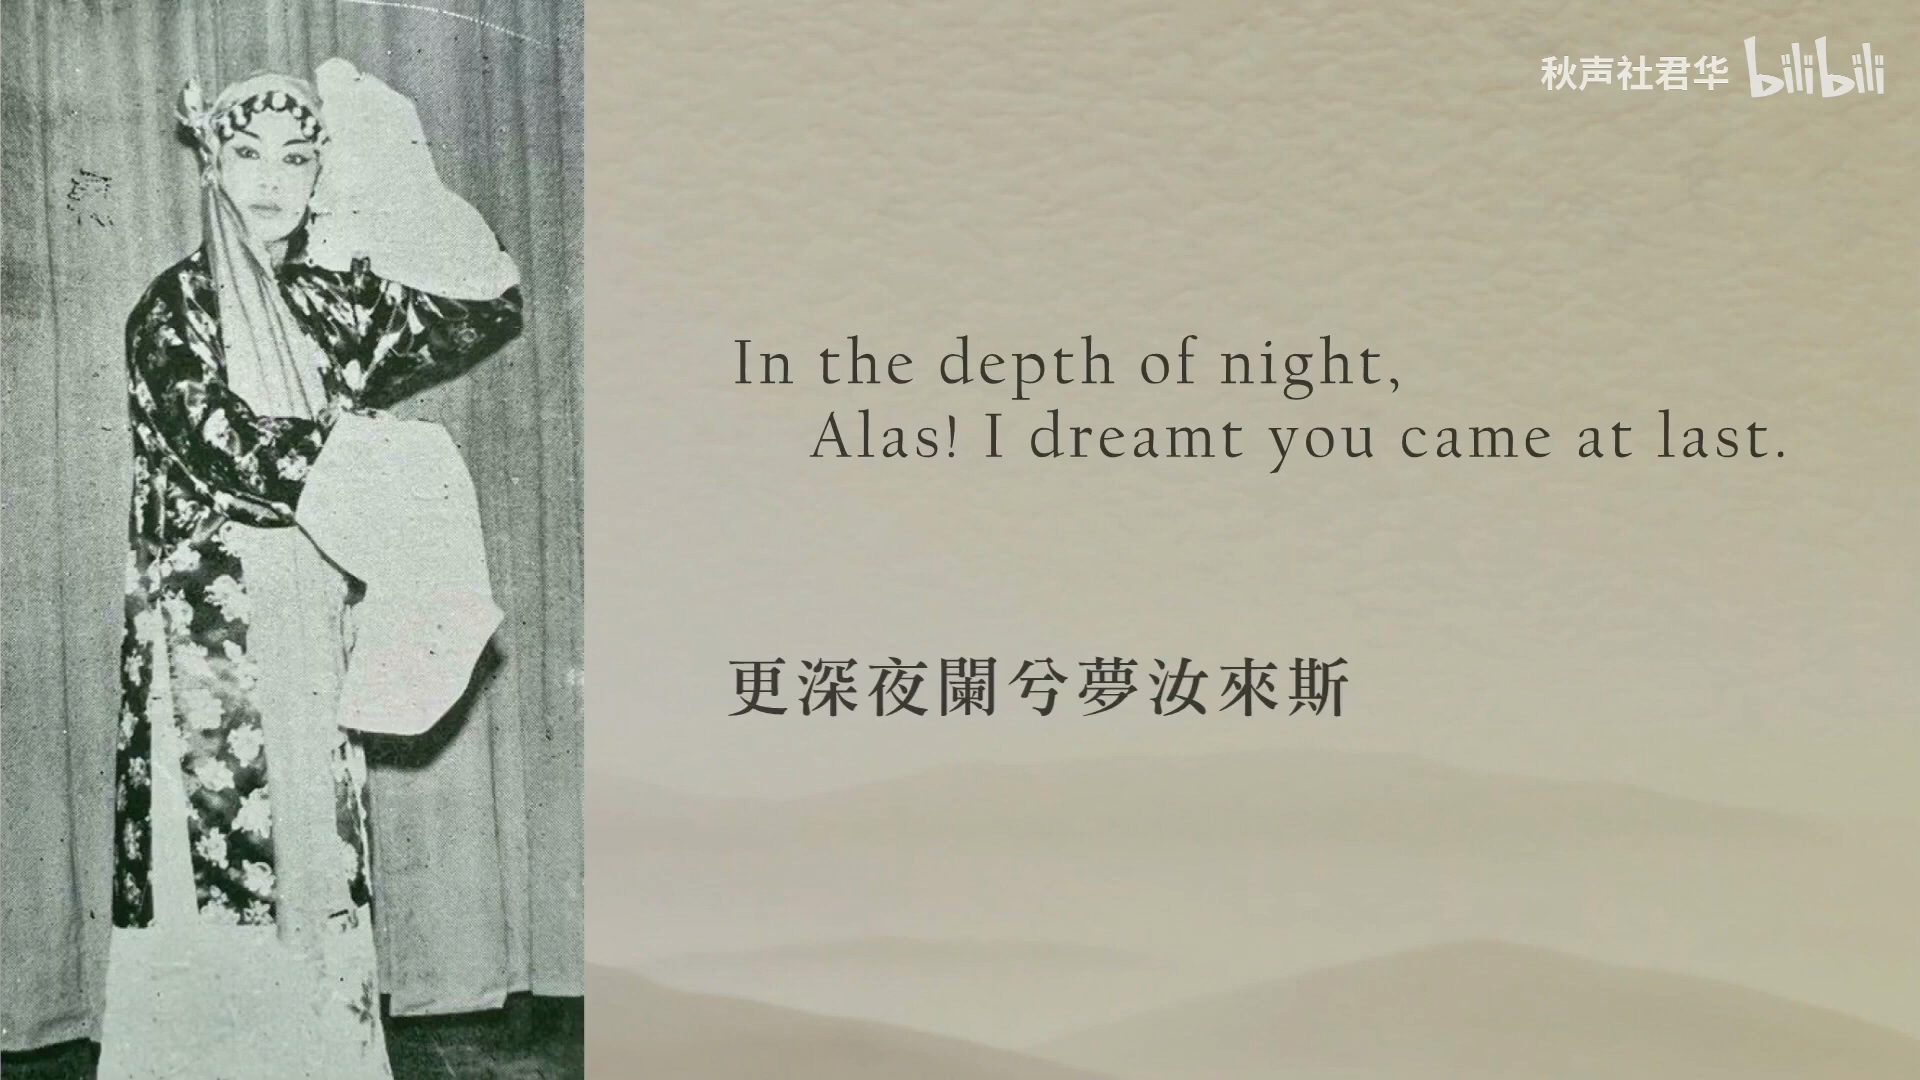 秋声社君华 bilibili
In the depth of night,
Alas! I dreamt you came at last.
更深夜闌兮夢汝來斯